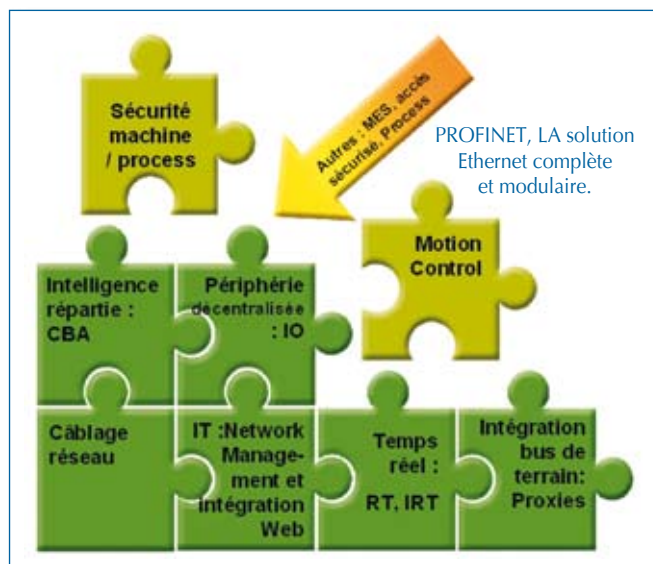 Sécurité
machine
/ process
Autres : MES, accès
sécurisé, Process
PROFINET, LA solution
Ethernet complète
et modulaire.
Motion
Control
Intelligence
répartie :
CBA
Périphérie
décentralisée
: IO
Câblage
réseau
IT :Network
Manage-
ment et
intégration
Web
Temps
réel :
RT, IRT
Intégration
bus de
terrain:
Proxies